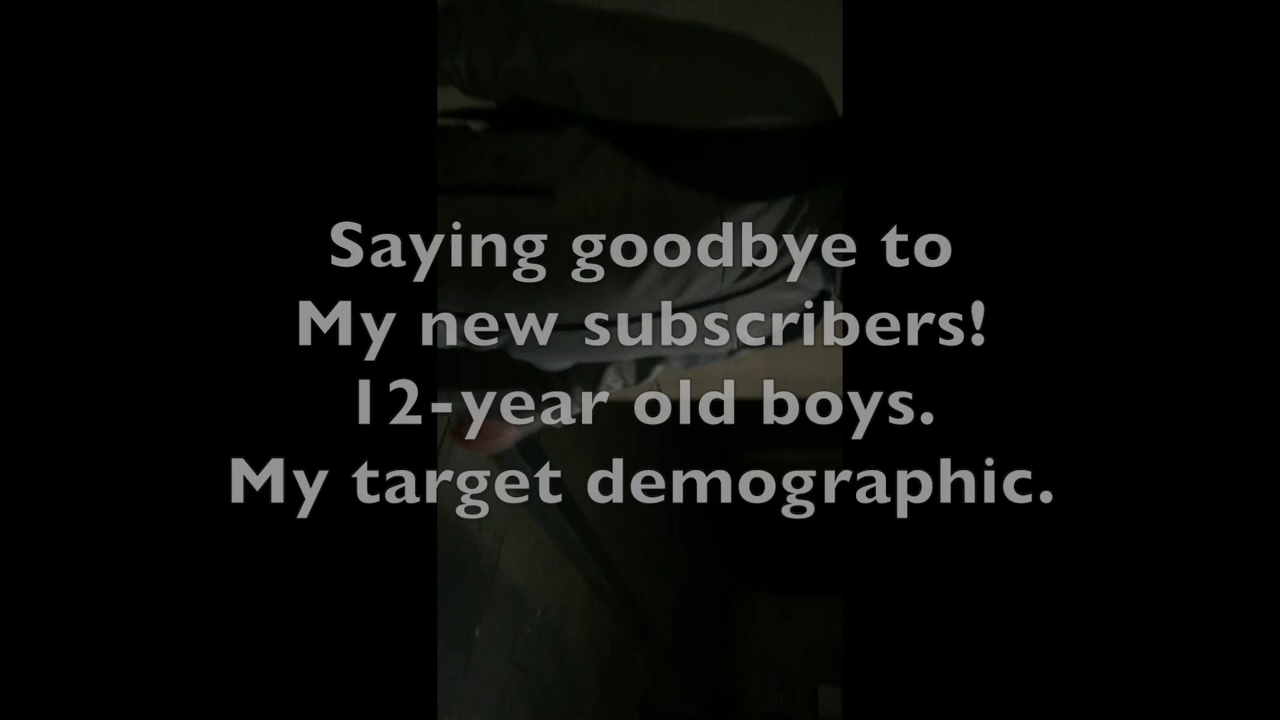 Saying goodbye to
My new subscribers!
12-year old boys.
My target demographic.